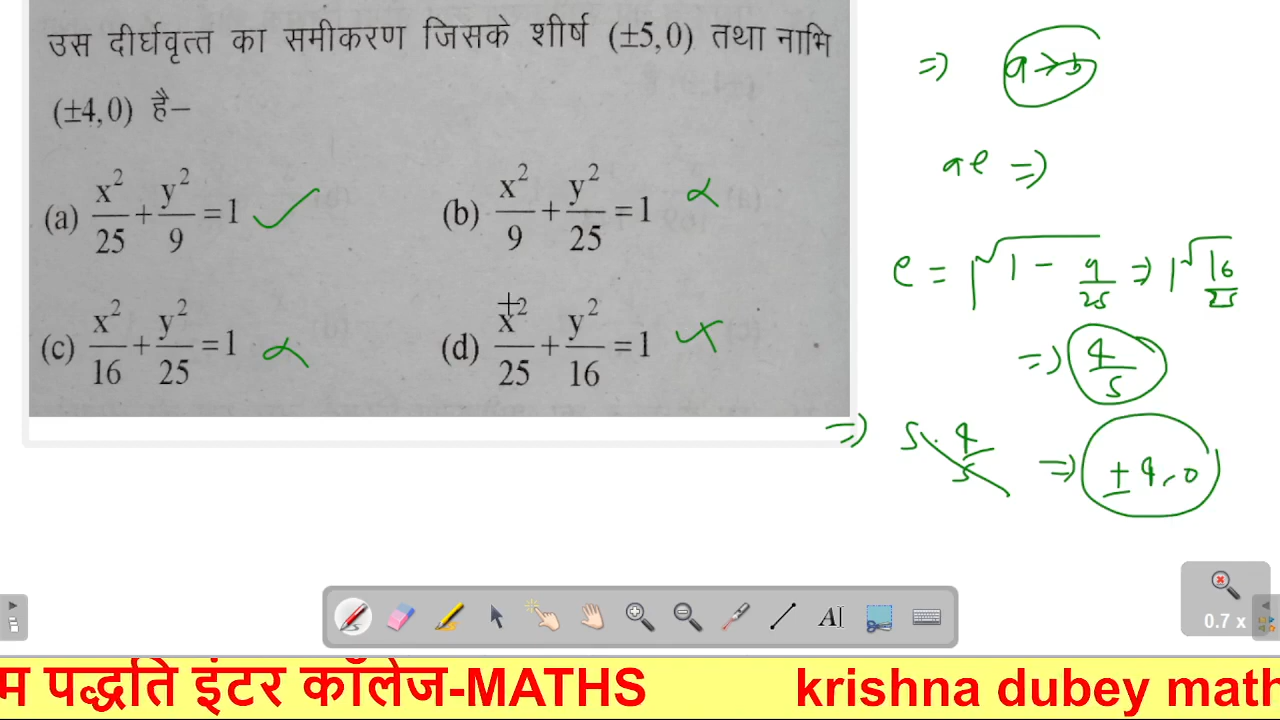 उस दीर्घवृत्त का समीकरण जिसके शीर्ष (±5,0) तथा नाभि
(±4,0) है–
(a) x²/25 + y²/9 = 1
(b) x²/9 + y²/25 = 1
(c) x²/16 + y²/25 = 1
(d) x²/25 + y²/16 = 1
⇒ a>b
ae ⇒
e = √1 - 9/25 ⇒ √16/25
⇒ 4/5
⇒ 5·4/5 ⇒ ±4,0
AI
0.7 x
म पद्धति इंटर कॉलेज-MATHS krishna dubey math